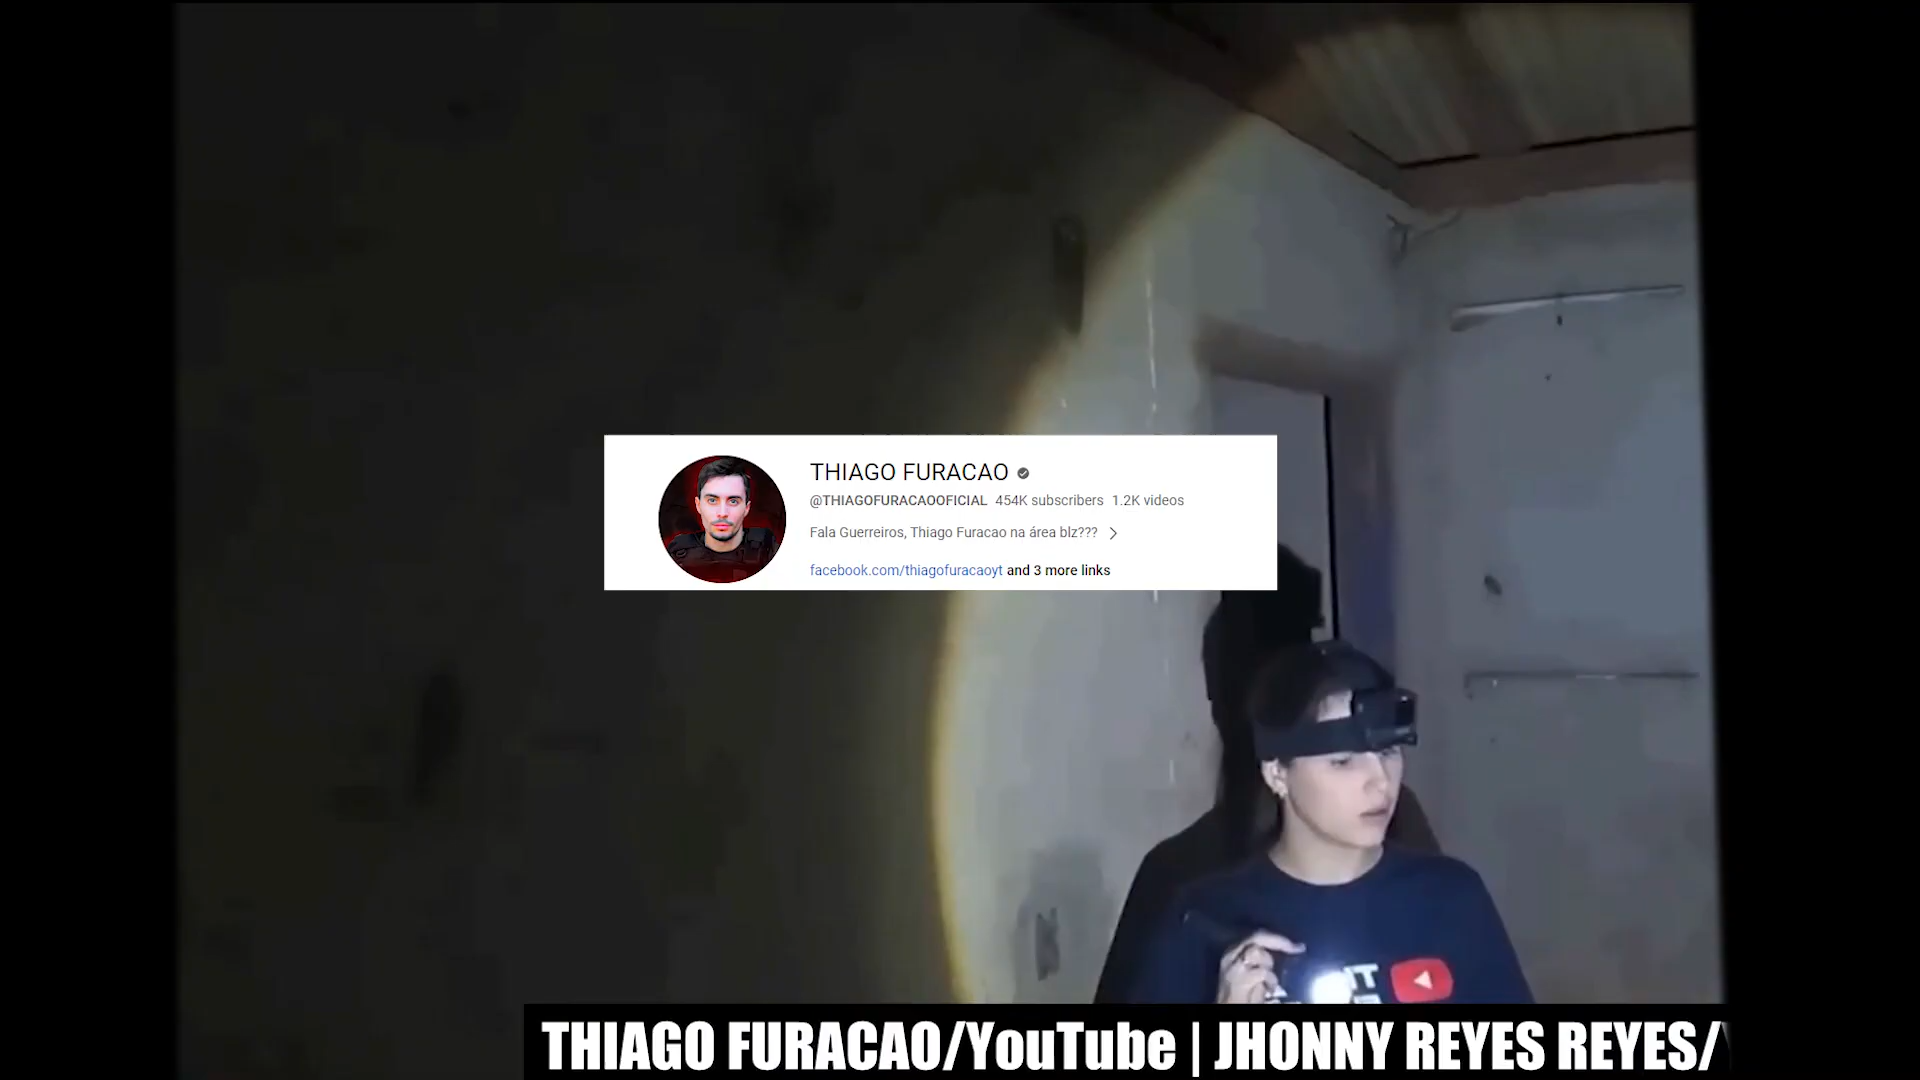 THIAGO FURACAO
@THIAGOFURACAOOFICIAL 454K subscribers 1.2K videos
Fala Guerreiros, Thiago Furacao na área blz???
facebook.com/thiagofuracaoyt and 3 more links
THIAGO FURACAO/YouTube | JHONNY REYES REYES/